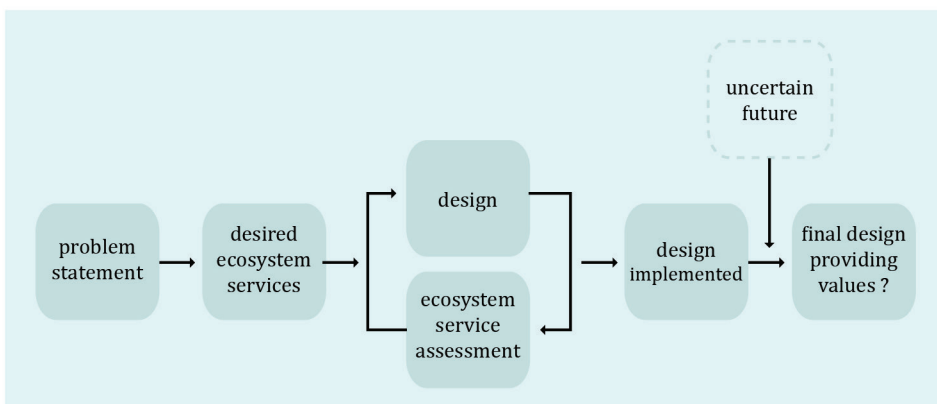 problem
statement
desired
ecosystem
services
design
ecosystem
service
assessment
design
implemented
uncertain
future
final design
providing
values ?